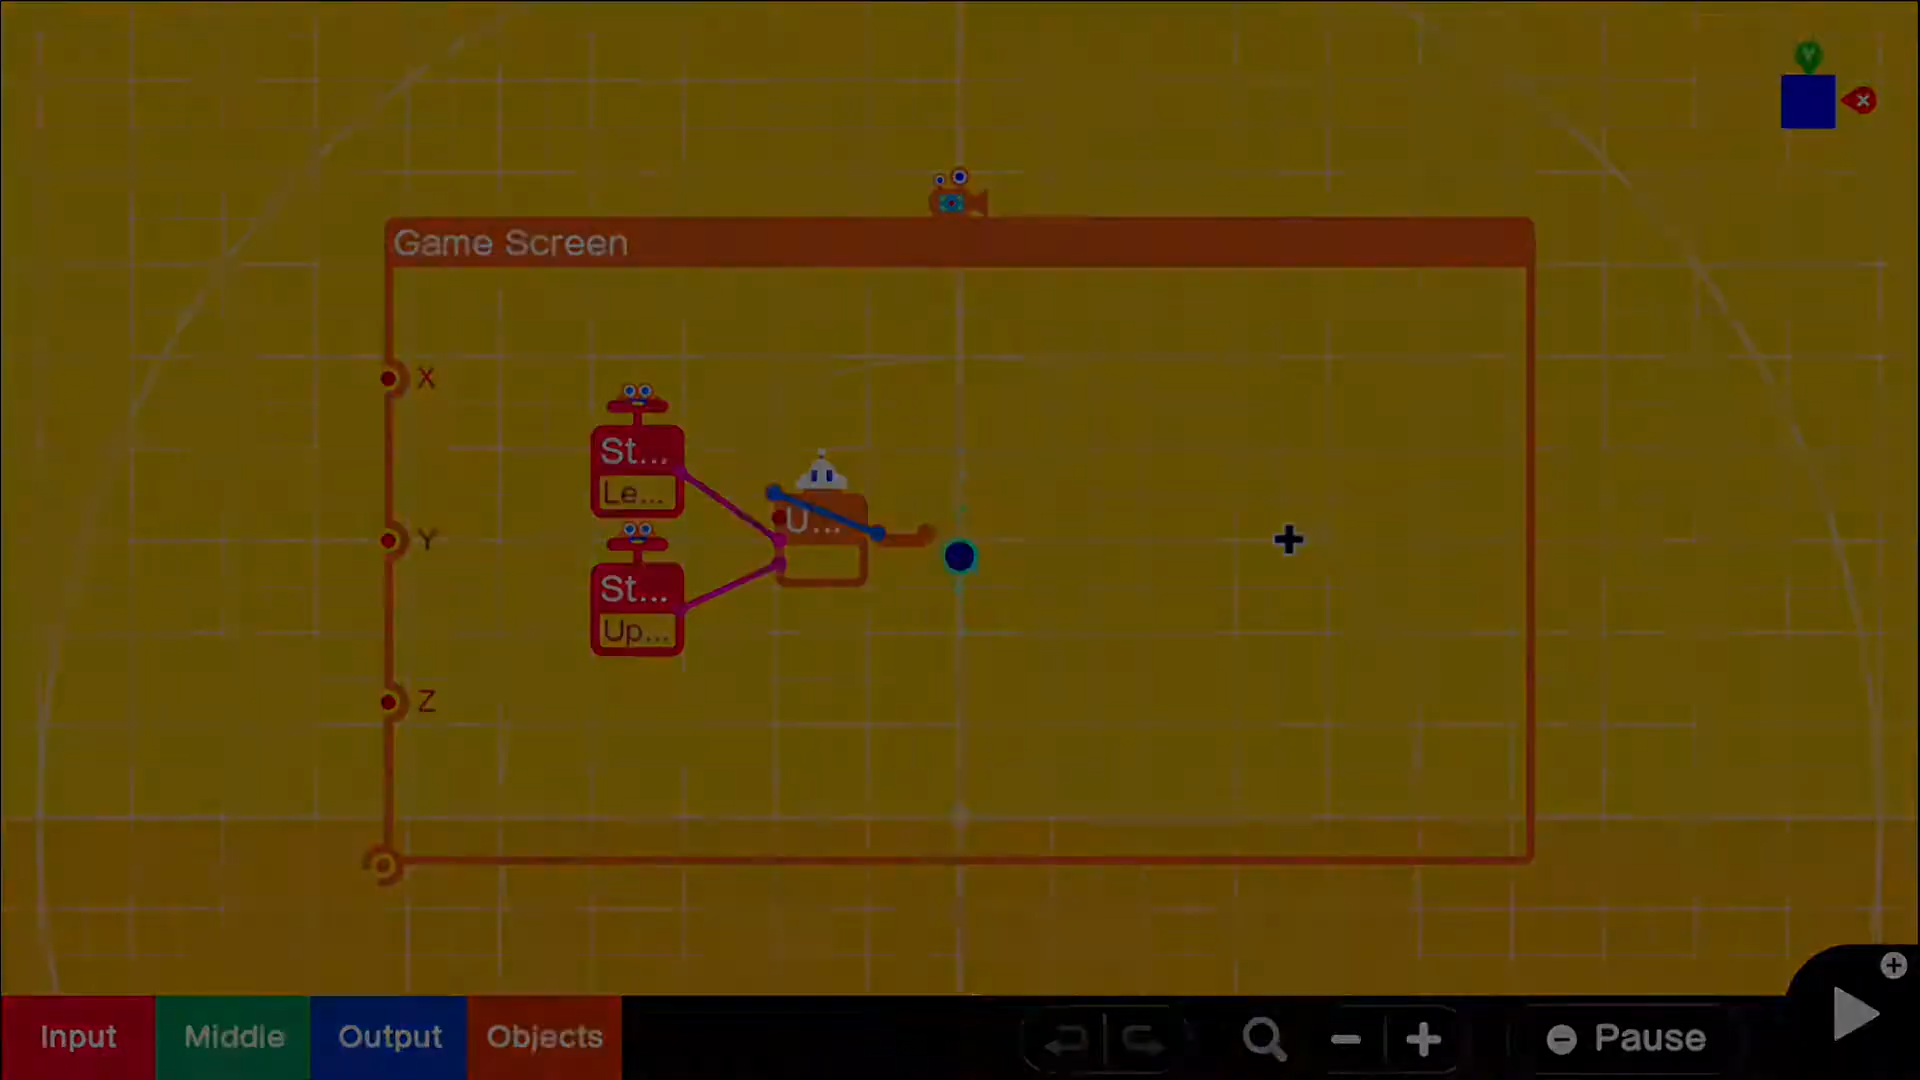 Y
X
Game Screen
X
St...
Le...
U...
Y
St...
Up...
Z
Input
Middle
Output
Objects
Pause